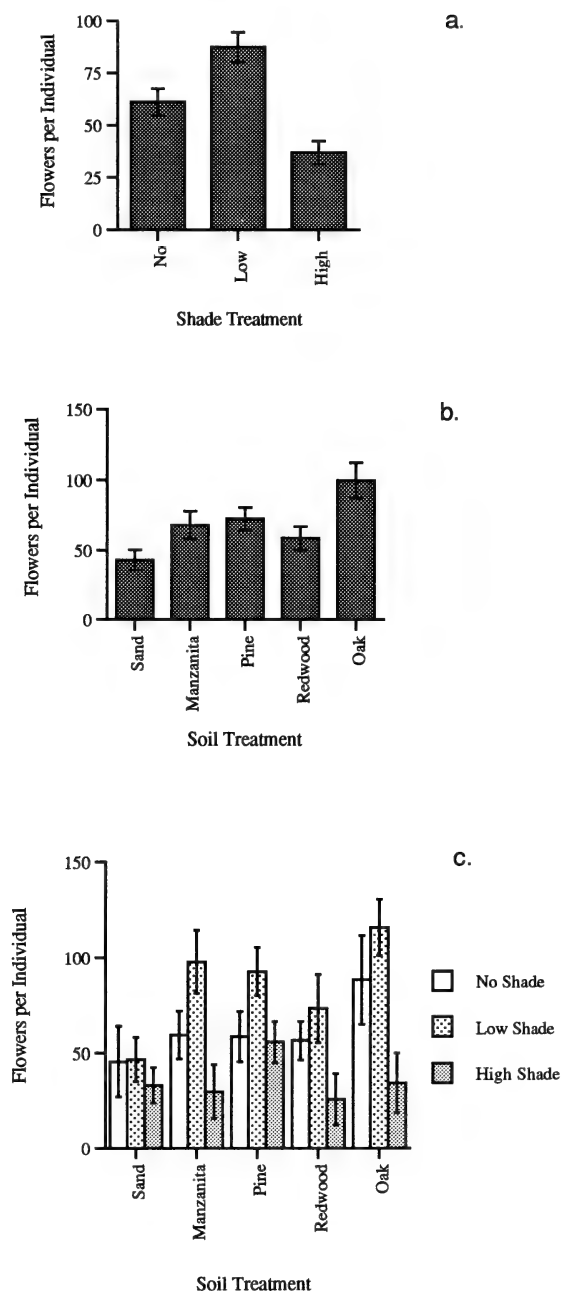 a.
Flowers per Individual
100
75
50
25
0
No
Low
High
Shade Treatment
b.
Flowers per Individual
150
100
50
0
Sand
Manzanita
Pine
Redwood
Oak
Soil Treatment
c.
Flowers per Individual
150
100
50
0
No Shade
Low Shade
High Shade
Sand
Manzanita
Pine
Redwood
Oak
Soil Treatment